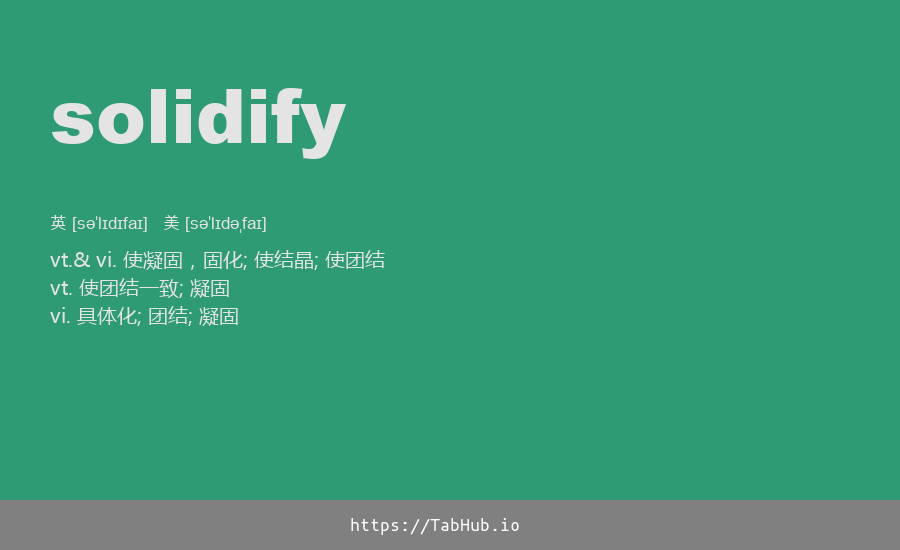 solidify
英 [səˈlɪdɪfaɪ] 美 [səˈlɪdəˌfaɪ]
vt.& vi. 使凝固，固化; 使结晶; 使团结
vt. 使团结一致; 凝固
vi. 具体化; 团结; 凝固
https://TabHub.io